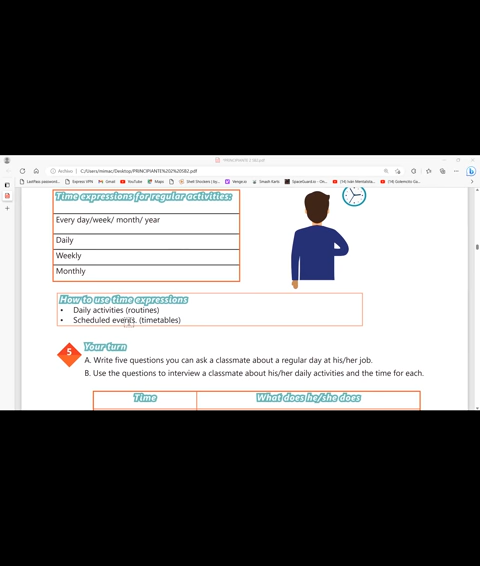 PRINCIPIANTE 2 SB2.pdf
Archivo
C:/Users/mimac/Desktop/PRINCIPIANTE%202%20SB2.pdf
LastPass password...
Express VPN
Gmail
YouTube
Maps
Shell Shockers | by...
Venge.io
Smash Karts
SpaceGuard.io - On...
Time expressions for regular activities:
Every day/week/ month/ year
Daily
Weekly
Monthly
How to use time expressions
• Daily activities (routines)
• Scheduled events. (timetables)
5 Your turn
A. Write five questions you can ask a classmate about a regular day at his/her job.
B. Use the questions to interview a classmate about his/her daily activities and the time for each.
Time What does he/she does